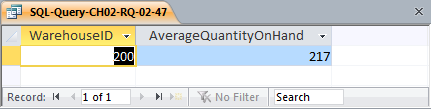 SQL-Query-CH02-RQ-02-47
WarehouseID AverageQuantityOnHand
200 217
Record: 1 of 1 No Filter Search